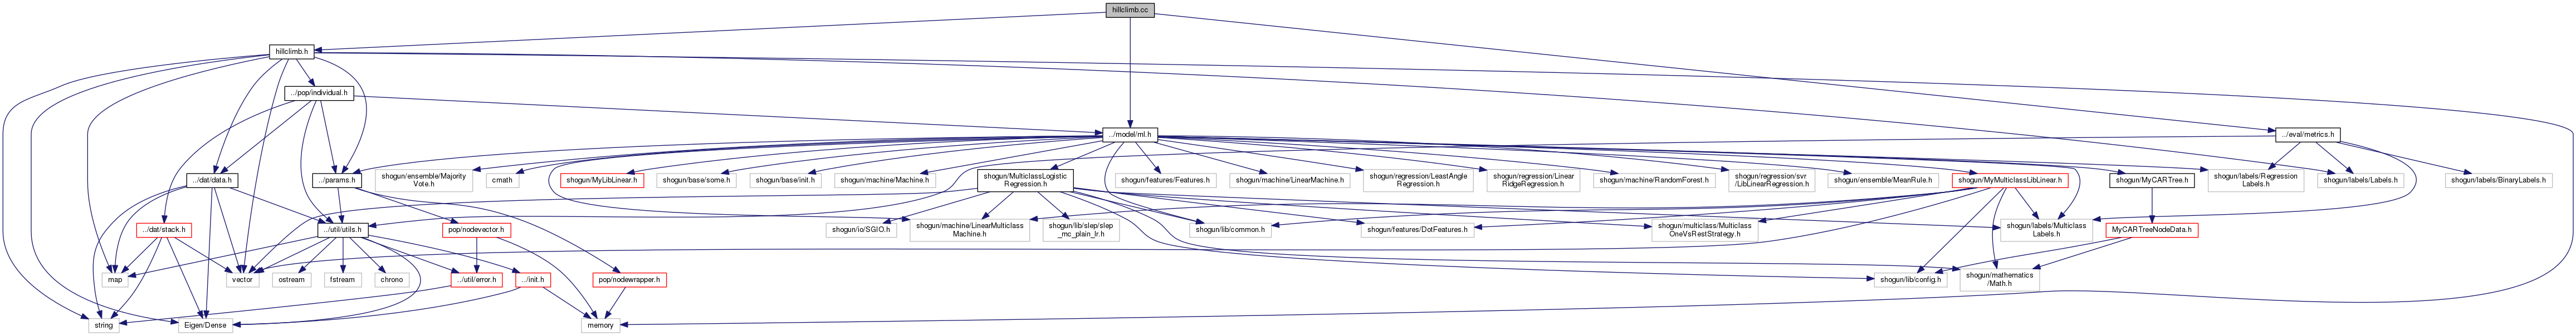 hillclimb.cc
hillclimb.h
../pop/individual.h
../model/ml.h
../eval/metrics.h
../dat/data.h
../params.h
shogun/ensemble/Majority
Vote.h
cmath
shogun/MyLibLinear.h
shogun/base/some.h
shogun/base/init.h
shogun/machine/Machine.h
shogun/MulticlassLogistic
Regression.h
shogun/features/Features.h
shogun/machine/LinearMachine.h
shogun/regression/LeastAngle
Regression.h
shogun/regression/Linear
RidgeRegression.h
shogun/machine/RandomForest.h
shogun/regression/svr
/LibLinearRegression.h
shogun/ensemble/MeanRule.h
shogun/MyMulticlassLibLinear.h
shogun/MyCARTree.h
shogun/labels/Regression
Labels.h
shogun/labels/Labels.h
shogun/labels/BinaryLabels.h
../dat/stack.h
../util/utils.h
pop/nodevector.h
shogun/io/SGIO.h
shogun/machine/LinearMulticlass
Machine.h
shogun/lib/slep/slep
_mc_plain_lr.h
shogun/lib/common.h
shogun/features/DotFeatures.h
shogun/multiclass/Multiclass
OneVsRestStrategy.h
shogun/labels/Multiclass
Labels.h
MyCARTreeNodeData.h
map
vector
ostream
fstream
chrono
../util/error.h
../init.h
pop/nodewrapper.h
shogun/lib/config.h
shogun/mathematics
/Math.h
string
Eigen/Dense
memory